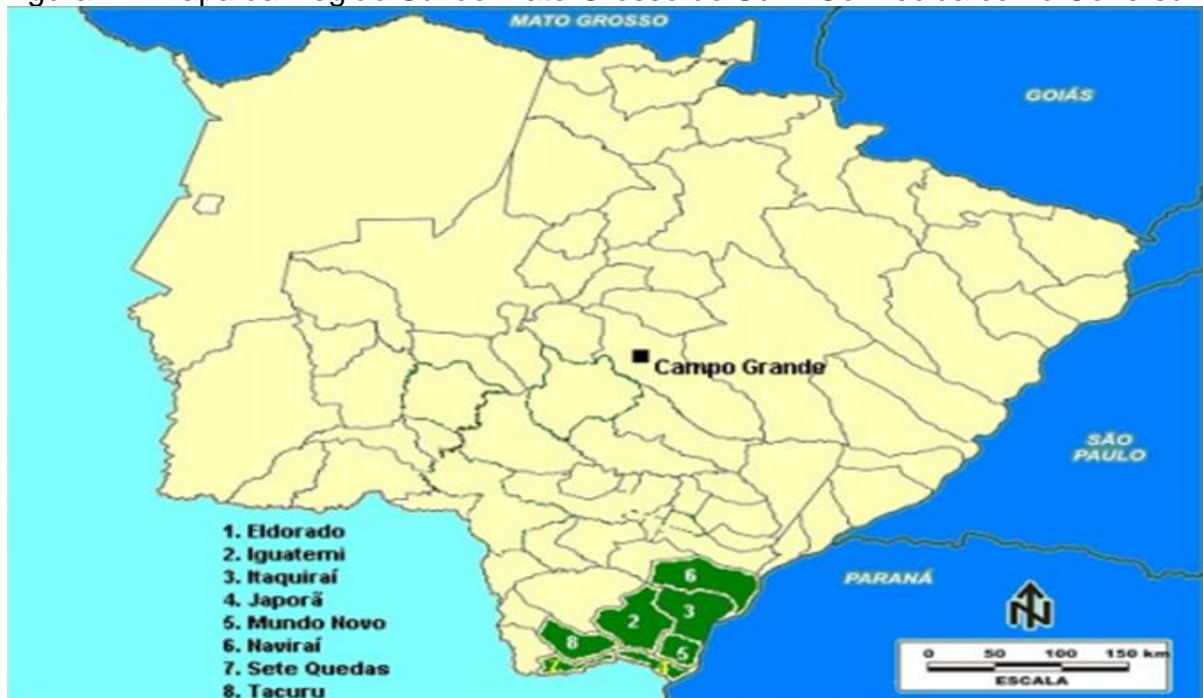 MATO GROSSO
GOIÁS
Campo Grande
SÃO
PAULO
1. Eldorado
2. Iguatemi
3. Itaquiraí
4. Japorã
5. Mundo Novo
6. Naviraí
7. Sete Quedas
8. Tacuru
PARANÁ
6
3
2
8
5
7
N
0 50 100 150 km
ESCALA